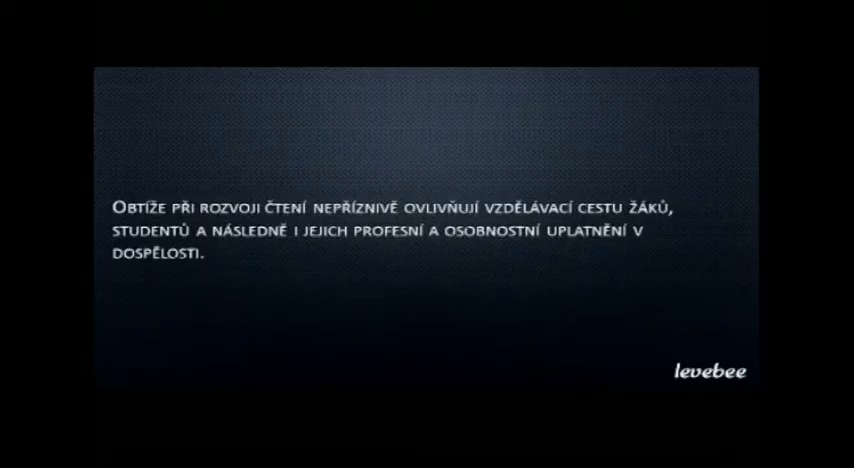 Obtíže při rozvoji čtení nepříznivě ovlivňují vzdělávací cestu žáků,
studentů a následně i jejich profesní a osobnostní uplatnění v
dospělosti.
levebee